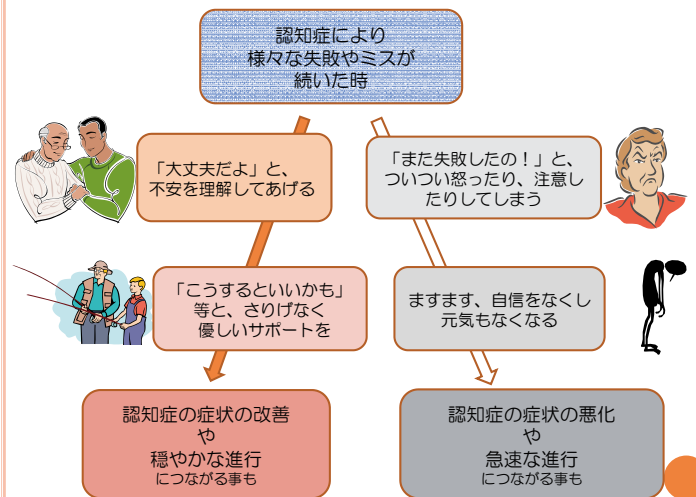 認知症により
様々な失敗やミスが
続いた時
「大丈夫だよ」と、
不安を理解してあげる
「また失敗したの！」と、
ついつい怒ったり、注意し
たりしてしまう
「こうするといいかも」
等と、さりげなく
優しいサポートを
ますます、自信をなくし
元気もなくなる
認知症の症状の改善
や
穏やかな進行
につながる事も
認知症の症状の悪化
や
急速な進行
につながる事も